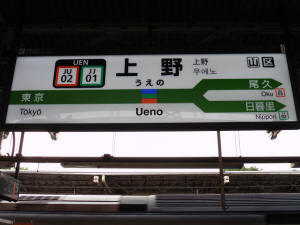 UEN
JU 02
JJ 01
上野
うえの
上野
우에노
山区
東京
Tōkyō
Ueno
尾久
Oku
日暮里
Nippori